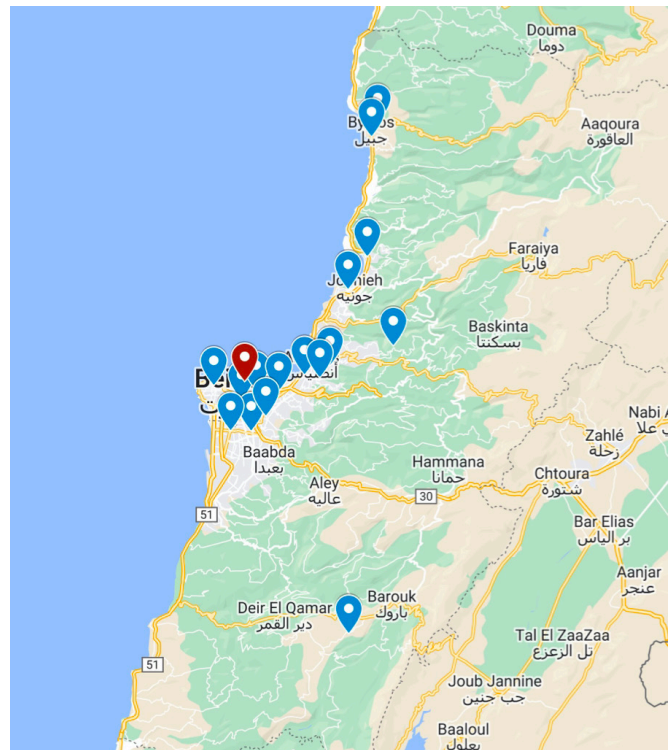 Douma
دوما
Aaqoura
العاقورة
جبيل
Faraiya
فاريا
جونيه
Baskinta
بسكنتا
أنطلياس
Bei
Nabi
Zahlé
زحلة
Baabda
بعبدا
Hammana
حمانا
Aley
عاليه
Chtoura
شتورة
30
51
Bar Elias
بر الياس
Aanjar
عنجر
Barouk
باروك
Deir El Qamar
دير القمر
Tal El ZaaZaa
تل الزعزع
51
Joub Jannine
جب جنين
Baaloul
بعلول